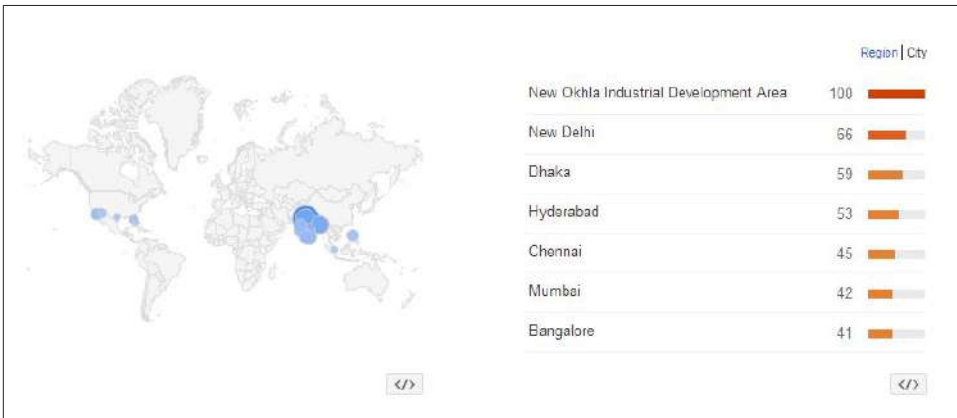 Region | City
New Okhla Industrial Development Area 100
New Delhi 66
Dhaka 59
Hyderabad 53
Chennai 45
Mumbai 42
Bangalore 41
</> </>